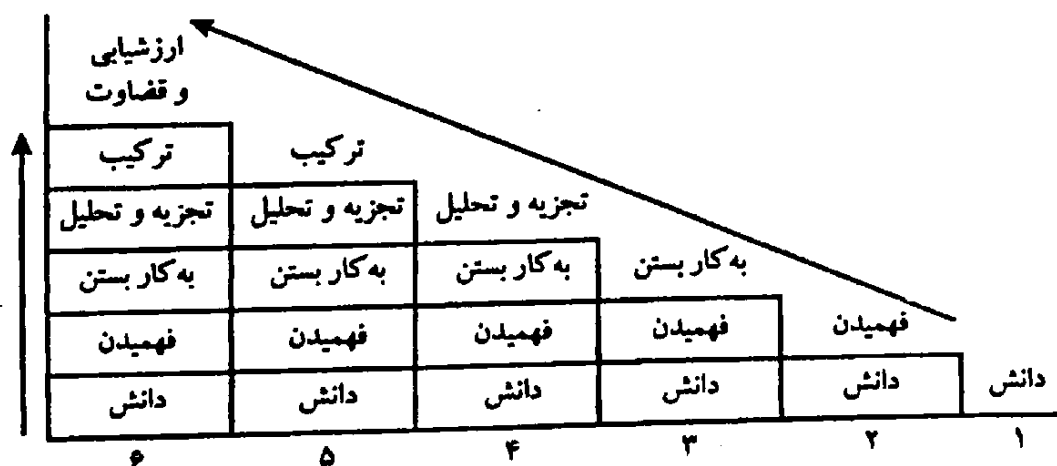 ارزشیابی
و قضاوت
ترکیب
ترکیب
تجزیه و تحلیل
تجزیه و تحلیل
تجزیه و تحلیل
به کار بستن
به کار بستن
به کار بستن
به کار بستن
فهمیدن
فهمیدن
فهمیدن
فهمیدن
فهمیدن
دانش
دانش
دانش
دانش
دانش
دانش
۱
۲
۳
۴
۵
۶